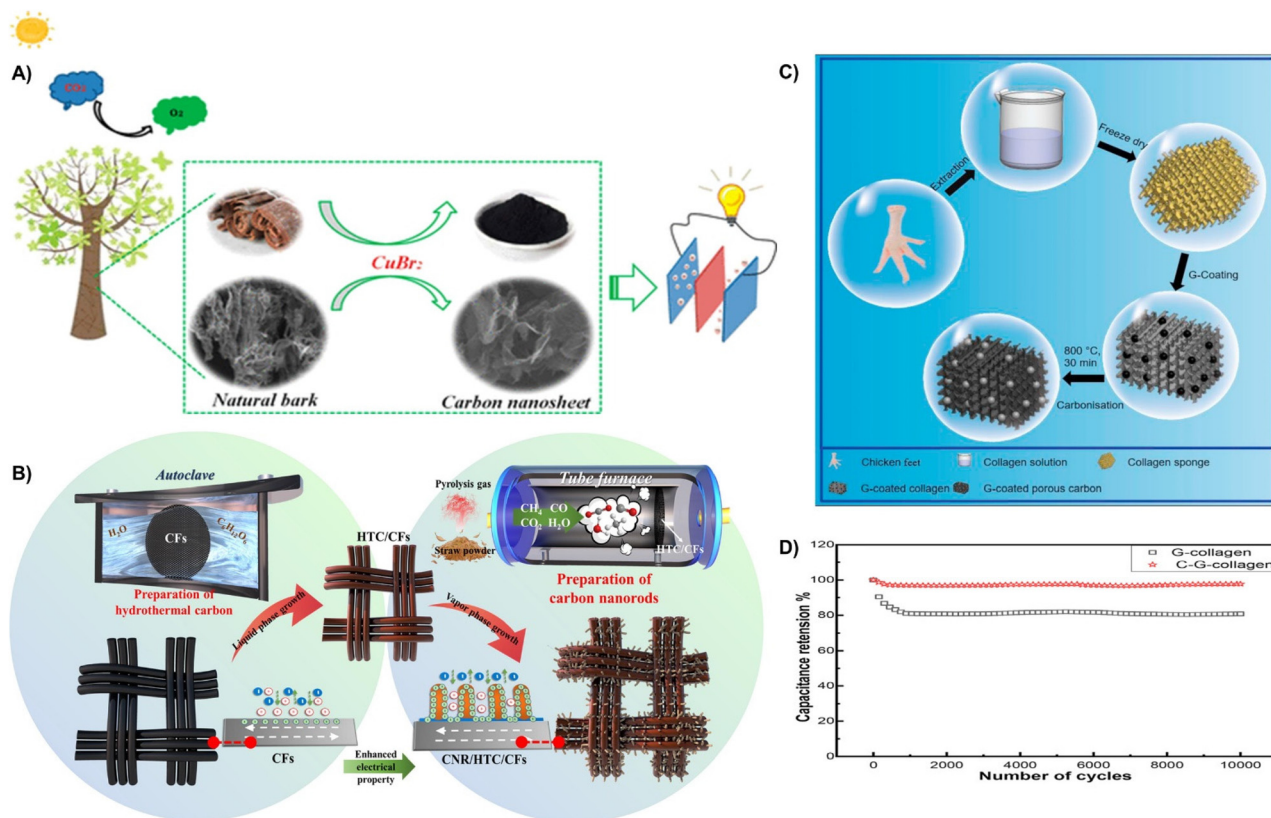 A)
CO2
O2
CuBr2
Natural bark
Carbon nanosheet
B)
Autoclave
H2O
CFs
C6H12O6
Preparation of
hydrothermal carbon
Liquid phase growth
HTC/CFs
Vapor phase growth
Pyrolysis gas
Straw powder
Tube furnace
CH4 CO
CO2 H2O
HTC/CFs
Preparation of
carbon nanorods
CFs
Enhanced
electrical
property
CNR/HTC/CFs
C)
Extraction
Freeze dry
G-Coating
800 °C,
30 min
Carbonisation
Chicken feet
Collagen solution
Collagen sponge
G-coated collagen
G-coated porous carbon
D)
G-collagen
C-G-collagen
Capacitance retention %
120
100
80
60
40
20
0
0 2000 4000 6000 8000 10000
Number of cycles